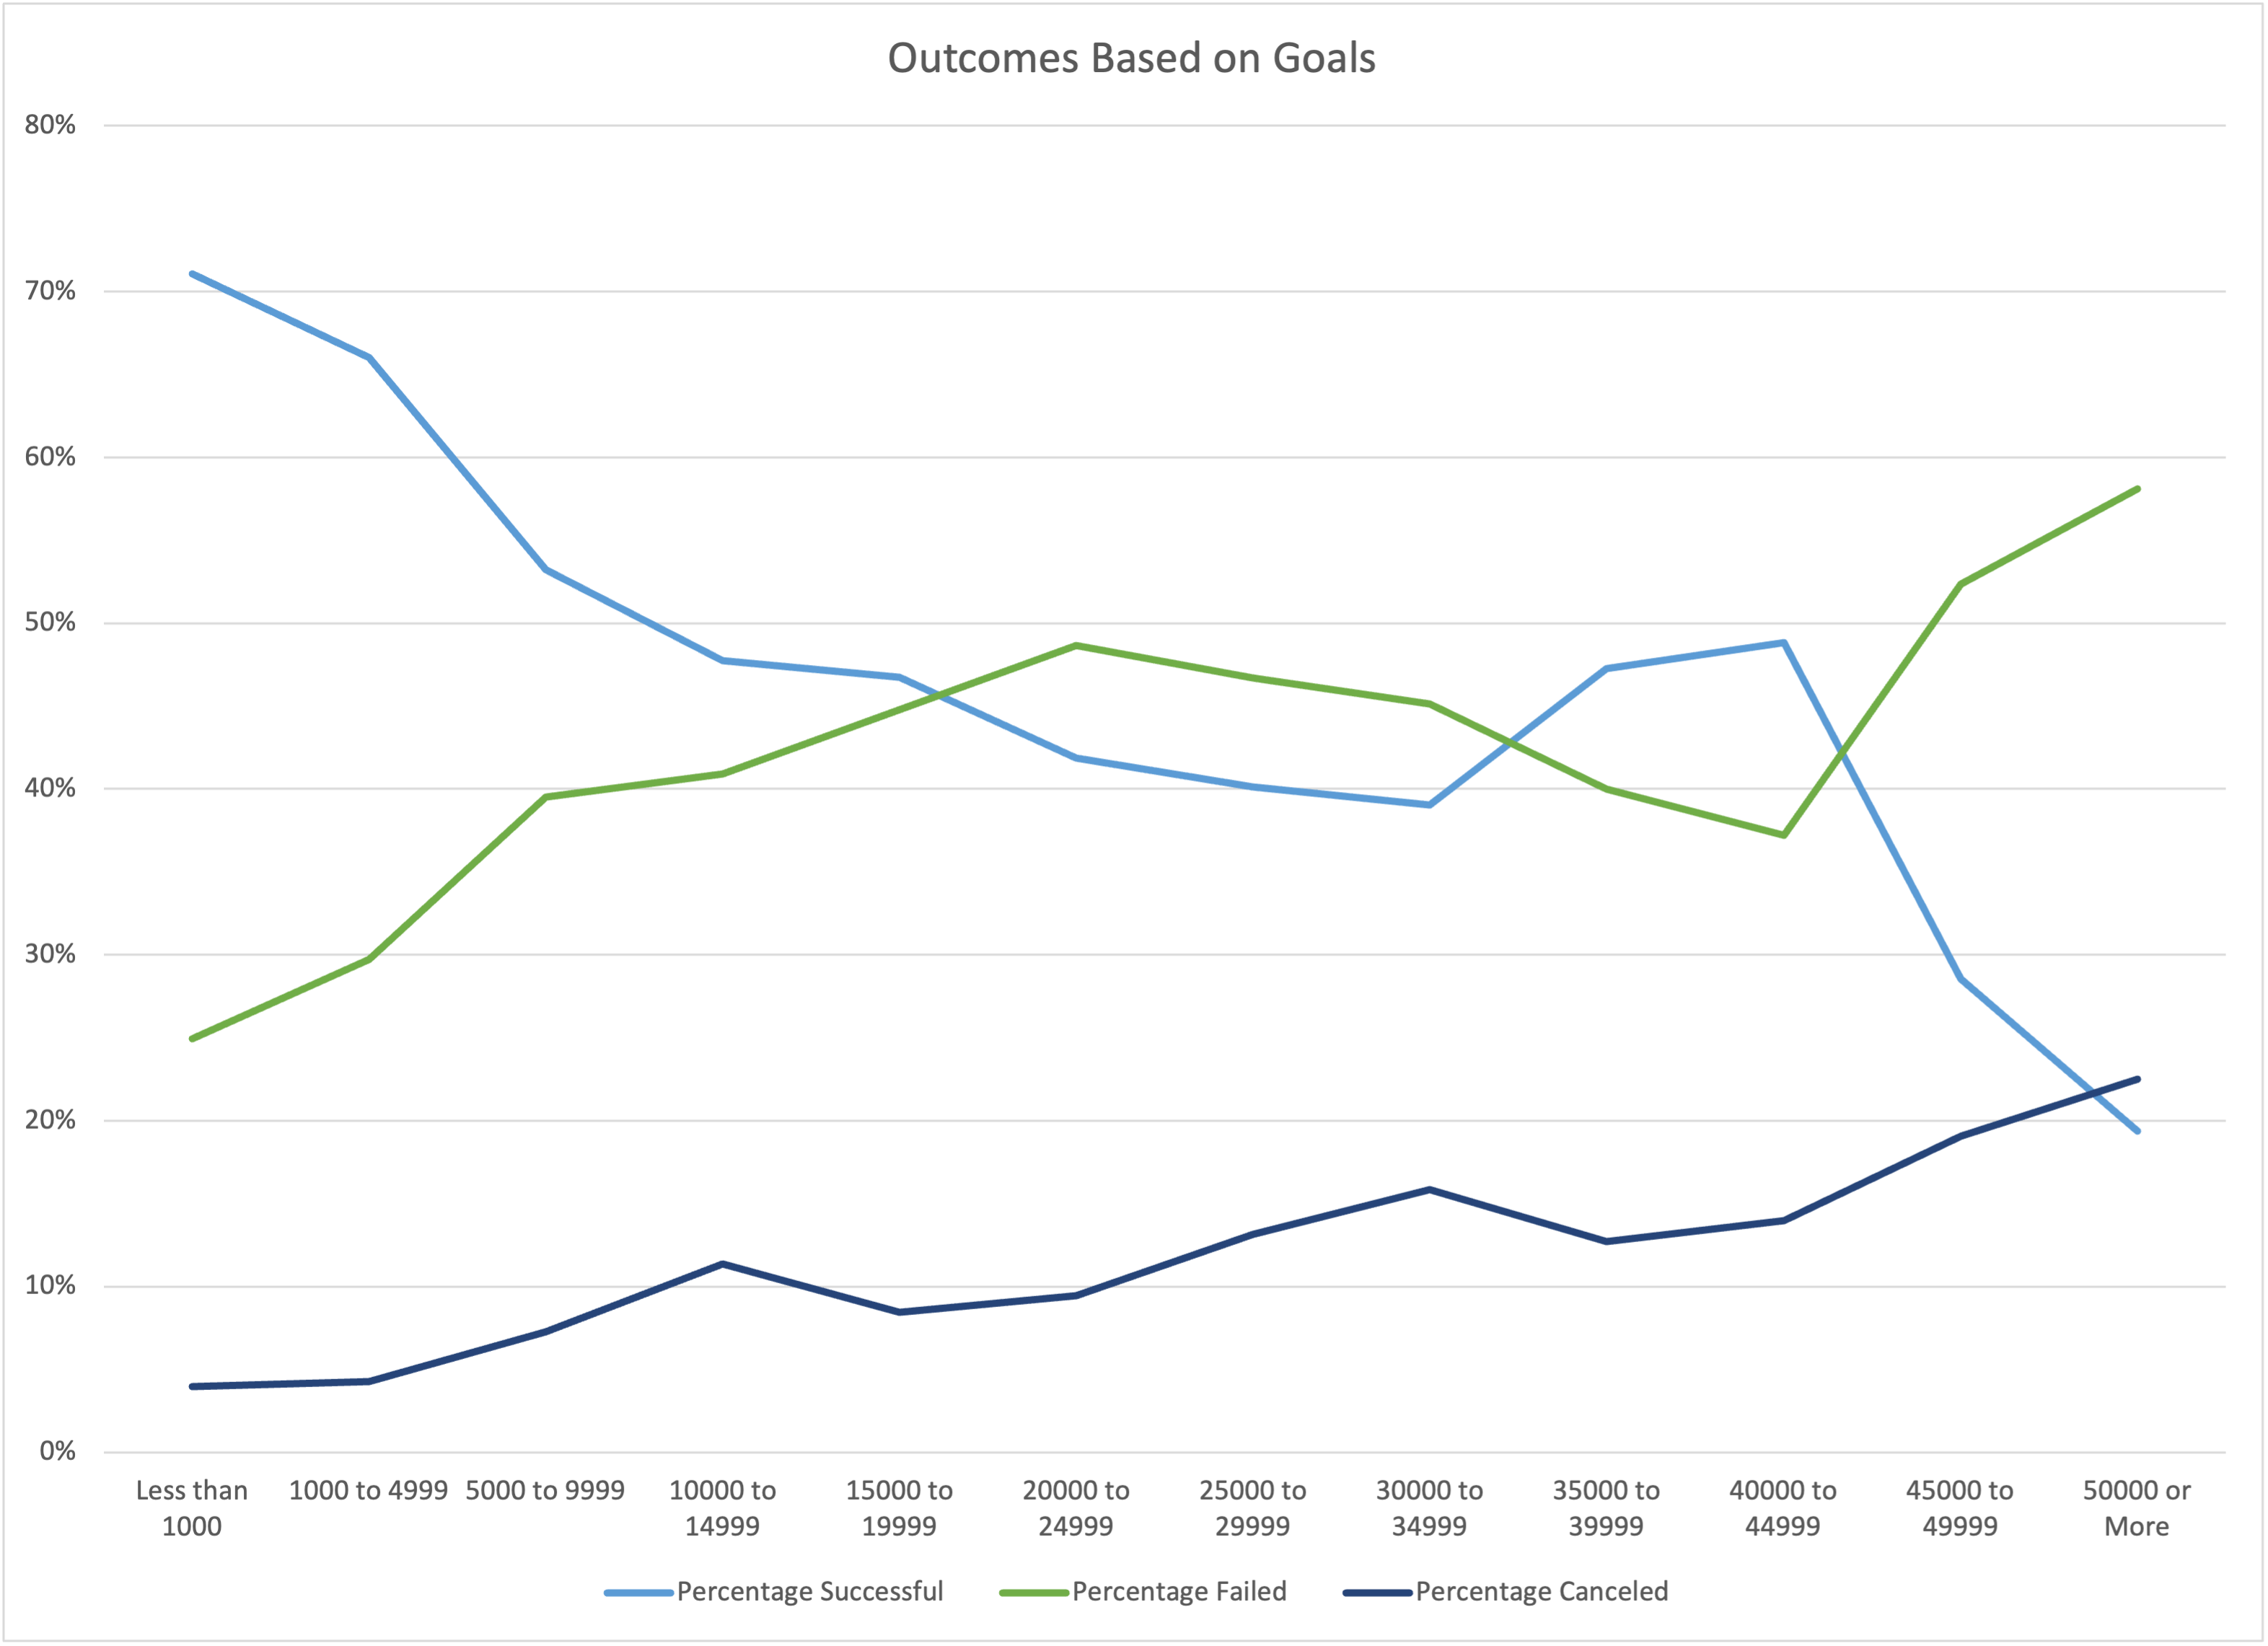 Outcomes Based on Goals
80%
70%
60%
50%
40%
30%
20%
10%
0%
Less than
1000
1000 to 4999
5000 to 9999
10000 to
14999
15000 to
19999
20000 to
24999
25000 to
29999
30000 to
34999
35000 to
39999
40000 to
44999
45000 to
49999
50000 or
More
Percentage Successful
Percentage Failed
Percentage Canceled